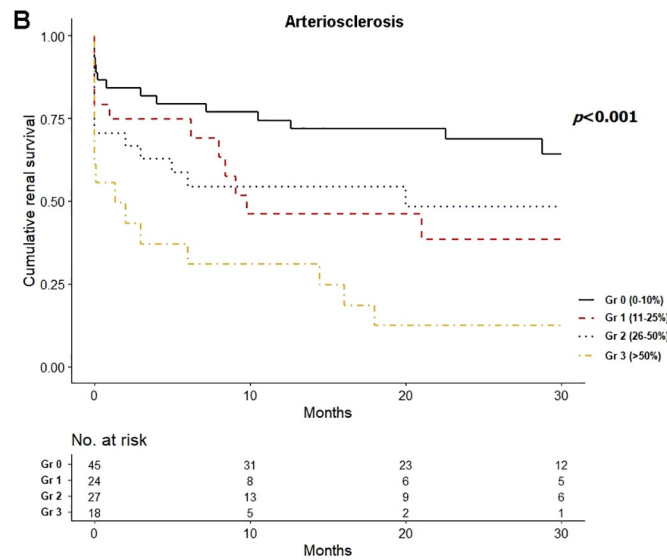 B
Arteriosclerosis
1.00
0.75
0.50
0.25
0.00
Cumulative renal survival
p<0.001
Gr 0 (0-10%)
Gr 1 (11-25%)
Gr 2 (26-50%)
Gr 3 (>50%)
0 10 20 30
Months
No. at risk
Gr 0 45 31 23 12
Gr 1 24 8 6 5
Gr 2 27 13 9 6
Gr 3 18 5 2 1
0 10 20 30
Months